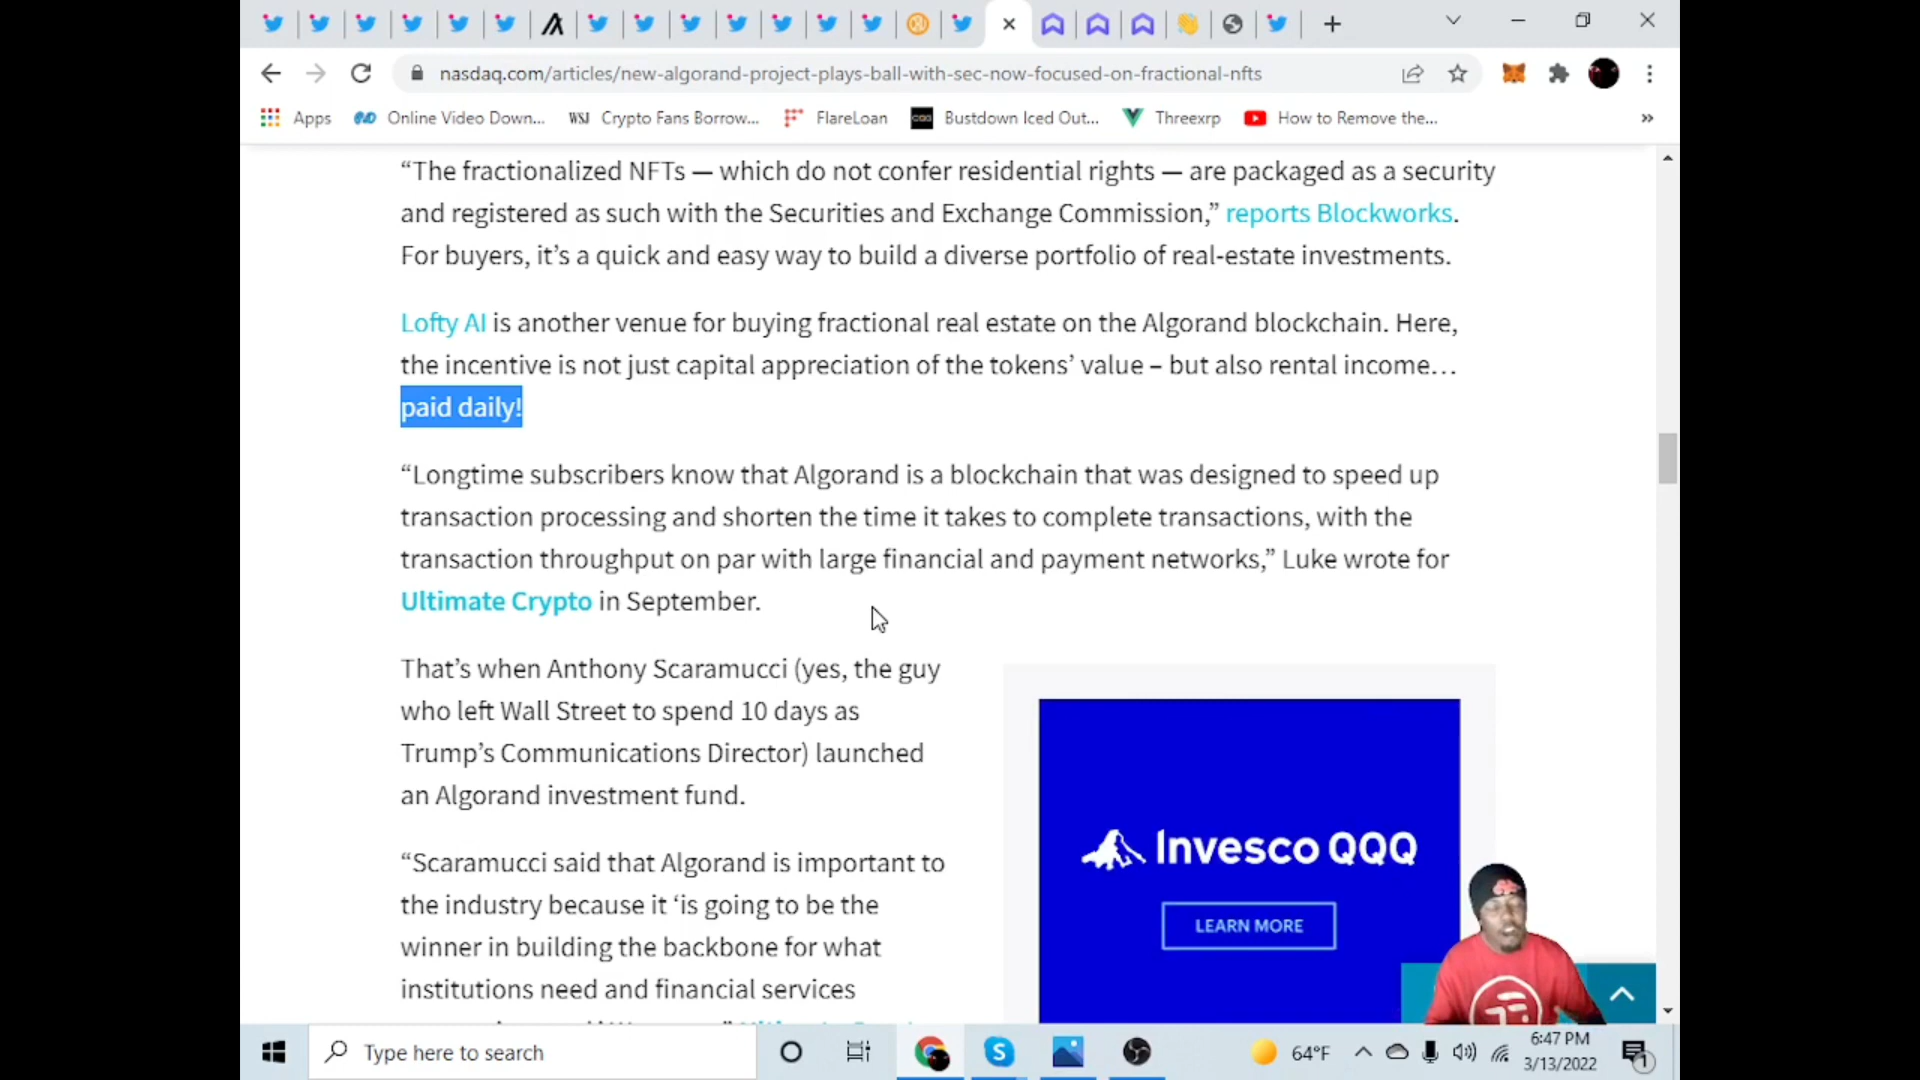 nasdaq.com/articles/new-algorand-project-plays-ball-with-sec-now-focused-on-fractional-nfts
Apps Online Video Down... WSJ Crypto Fans Borrow... FlareLoan Bustdown Iced Out... Threexrp How to Remove the... »
“The fractionalized NFTs — which do not confer residential rights — are packaged as a security
and registered as such with the Securities and Exchange Commission,” reports Blockworks.
For buyers, it’s a quick and easy way to build a diverse portfolio of real-estate investments.
Lofty AI is another venue for buying fractional real estate on the Algorand blockchain. Here,
the incentive is not just capital appreciation of the tokens’ value – but also rental income…
paid daily!
“Longtime subscribers know that Algorand is a blockchain that was designed to speed up
transaction processing and shorten the time it takes to complete transactions, with the
transaction throughput on par with large financial and payment networks,” Luke wrote for
Ultimate Crypto in September.
That’s when Anthony Scaramucci (yes, the guy
who left Wall Street to spend 10 days as
Trump’s Communications Director) launched
an Algorand investment fund.
“Scaramucci said that Algorand is important to
the industry because it ‘is going to be the
winner in building the backbone for what
institutions need and financial services
Invesco QQQ
LEARN MORE
Type here to search
64°F
6:47 PM
3/13/2022
1